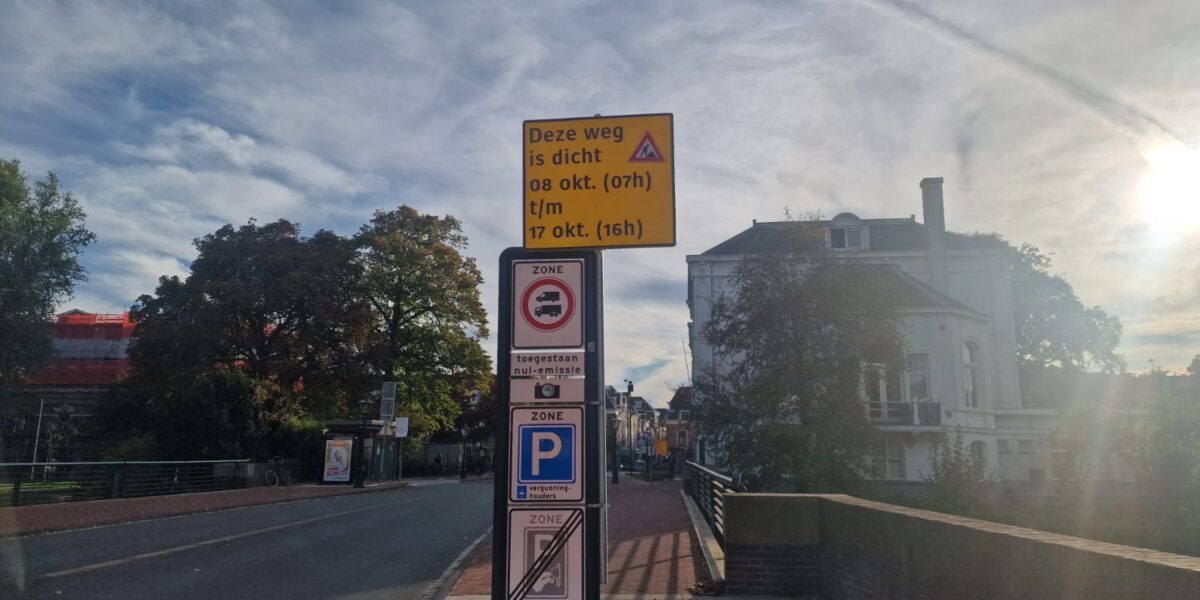 Deze weg
is dicht
08 okt. (07h)
t/m
17 okt. (16h)
ZONE
toegestaan
nul-emissie
ZONE
P
vergunning-
houders
ZONE
P